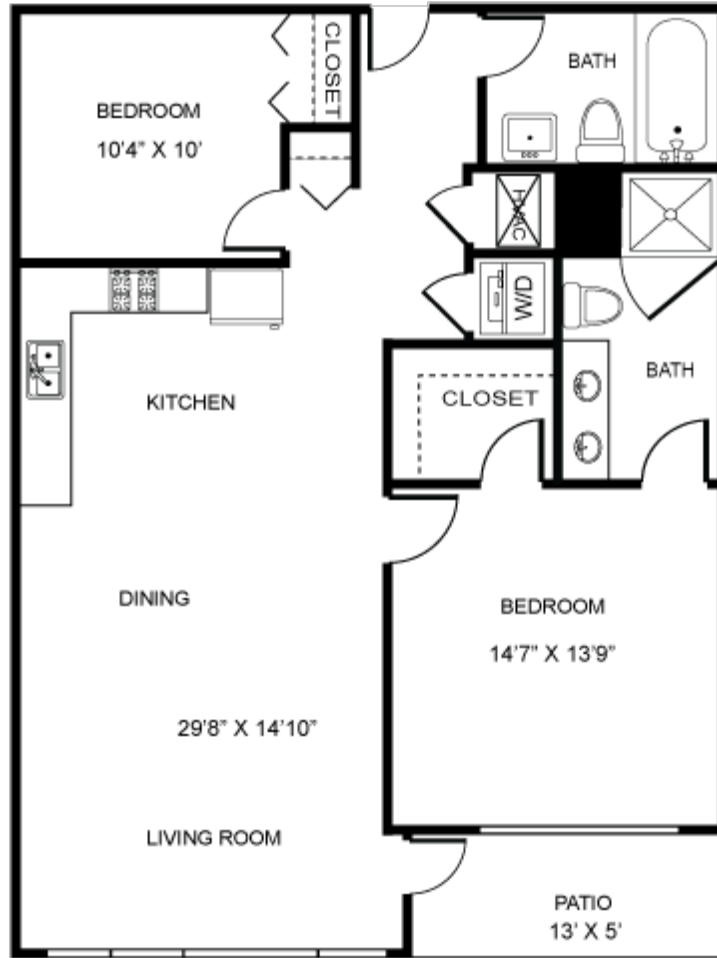 CLOSET
BATH
BEDROOM
10'4” X 10'
HVAC
W/D
BATH
CLOSET
KITCHEN
DINING
BEDROOM
14'7” X 13'9”
29'8” X 14'10”
LIVING ROOM
PATIO
13' X 5'